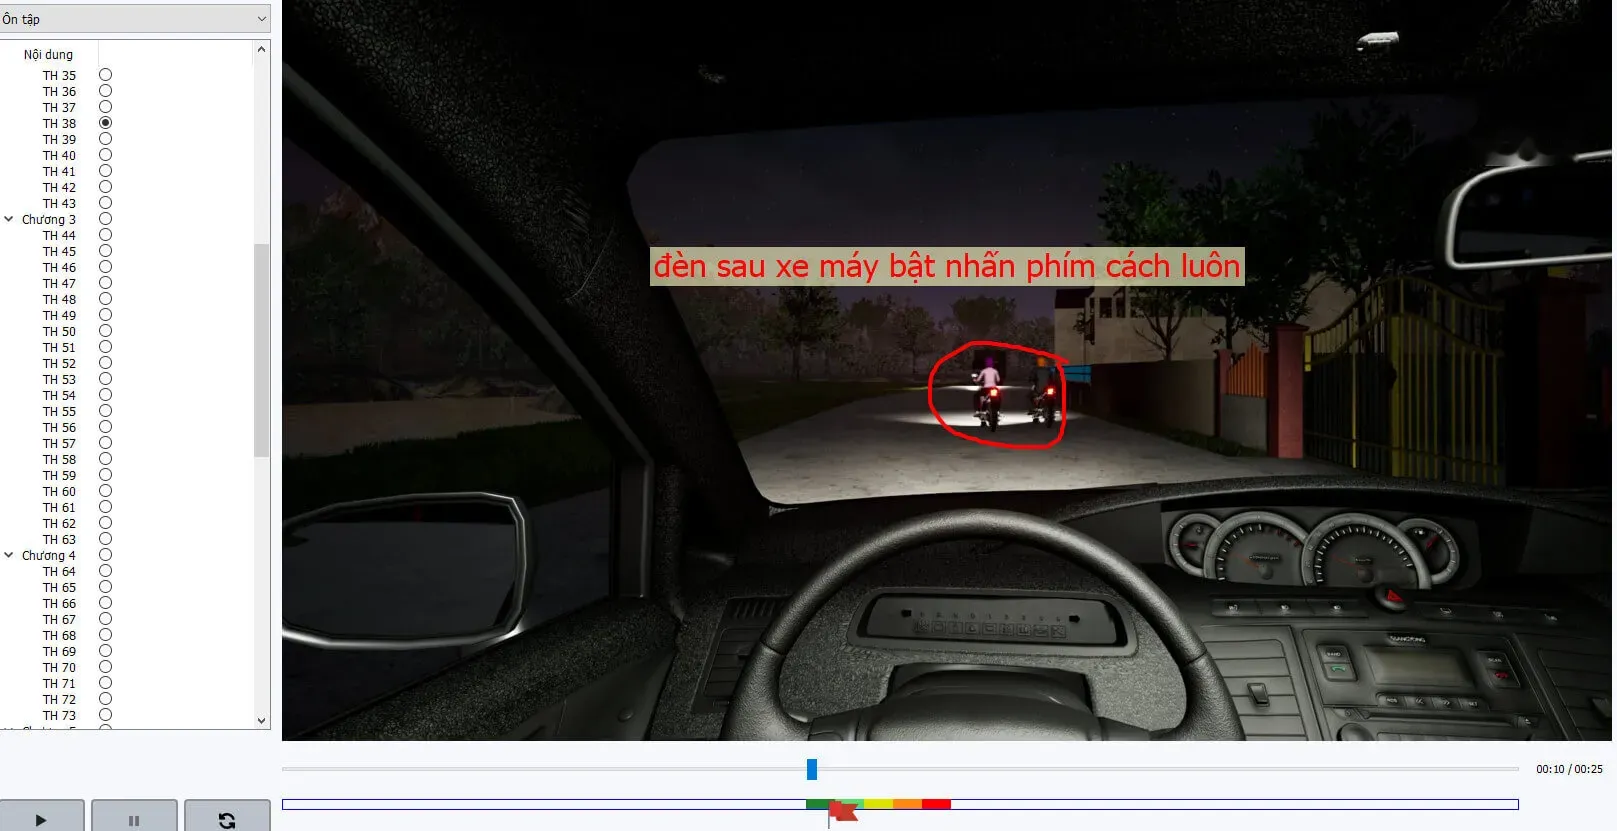 Ôn tập
Nội dung
TH 35
TH 36
TH 37
TH 38
TH 39
TH 40
TH 41
TH 42
TH 43
Chương 3
TH 44
TH 45
TH 46
TH 47
TH 48
TH 49
TH 50
TH 51
TH 52
TH 53
TH 54
TH 55
TH 56
TH 57
TH 58
TH 59
TH 60
TH 61
TH 62
TH 63
Chương 4
TH 64
TH 65
TH 66
TH 67
TH 68
TH 69
TH 70
TH 71
TH 72
TH 73
đèn sau xe máy bật nhấn phím cách luôn
00:10 / 00:25